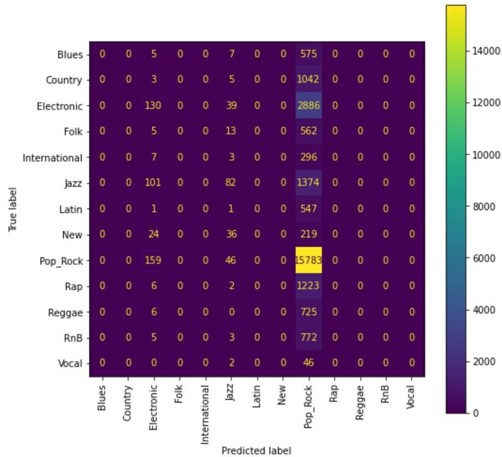 Blues 0 0 5 0 0 7 0 0 575 0 0 0 0
Country 0 0 3 0 0 5 0 0 1042 0 0 0 0
Electronic 0 0 130 0 0 39 0 0 2886 0 0 0 0
Folk 0 0 5 0 0 13 0 0 562 0 0 0 0
International 0 0 7 0 0 3 0 0 296 0 0 0 0
Jazz 0 0 101 0 0 82 0 0 1374 0 0 0 0
Latin 0 0 1 0 0 1 0 0 547 0 0 0 0
New 0 0 24 0 0 36 0 0 219 0 0 0 0
Pop_Rock 0 0 159 0 0 46 0 0 15783 0 0 0 0
Rap 0 0 6 0 0 2 0 0 1223 0 0 0 0
Reggae 0 0 6 0 0 0 0 0 725 0 0 0 0
RnB 0 0 5 0 0 3 0 0 772 0 0 0 0
Vocal 0 0 0 0 0 2 0 0 46 0 0 0 0
True label
Blues Country Electronic Folk International Jazz Latin New Pop_Rock Rap Reggae RnB Vocal
Predicted label
14000
12000
10000
8000
6000
4000
2000
0